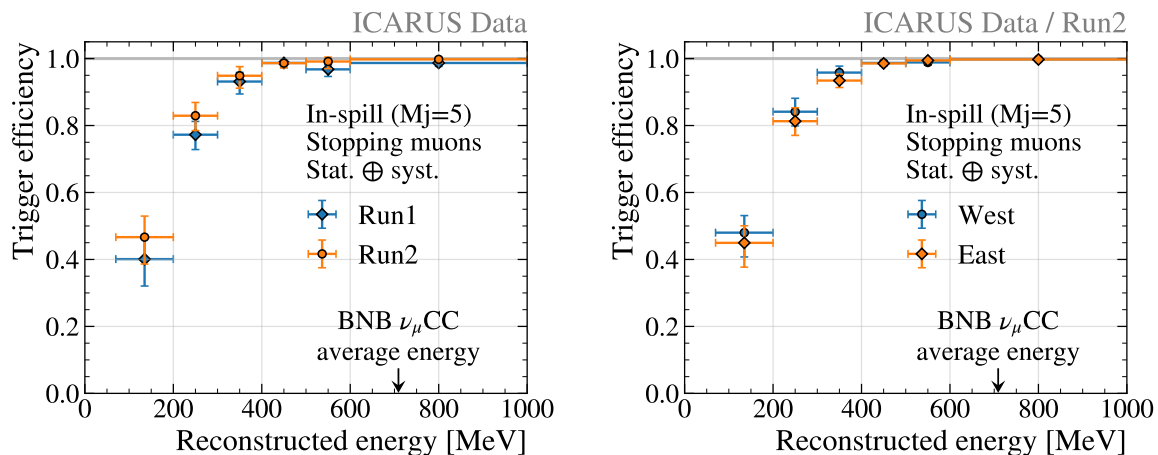 ICARUS Data
Trigger efficiency
1.0
0.8
0.6
0.4
0.2
0.0
In-spill (Mj=5)
Stopping muons
Stat. ⊕ syst.
Run1
Run2
BNB νμCC
average energy
0 200 400 600 800 1000
Reconstructed energy [MeV]
ICARUS Data / Run2
Trigger efficiency
1.0
0.8
0.6
0.4
0.2
0.0
In-spill (Mj=5)
Stopping muons
Stat. ⊕ syst.
West
East
BNB νμCC
average energy
0 200 400 600 800 1000
Reconstructed energy [MeV]